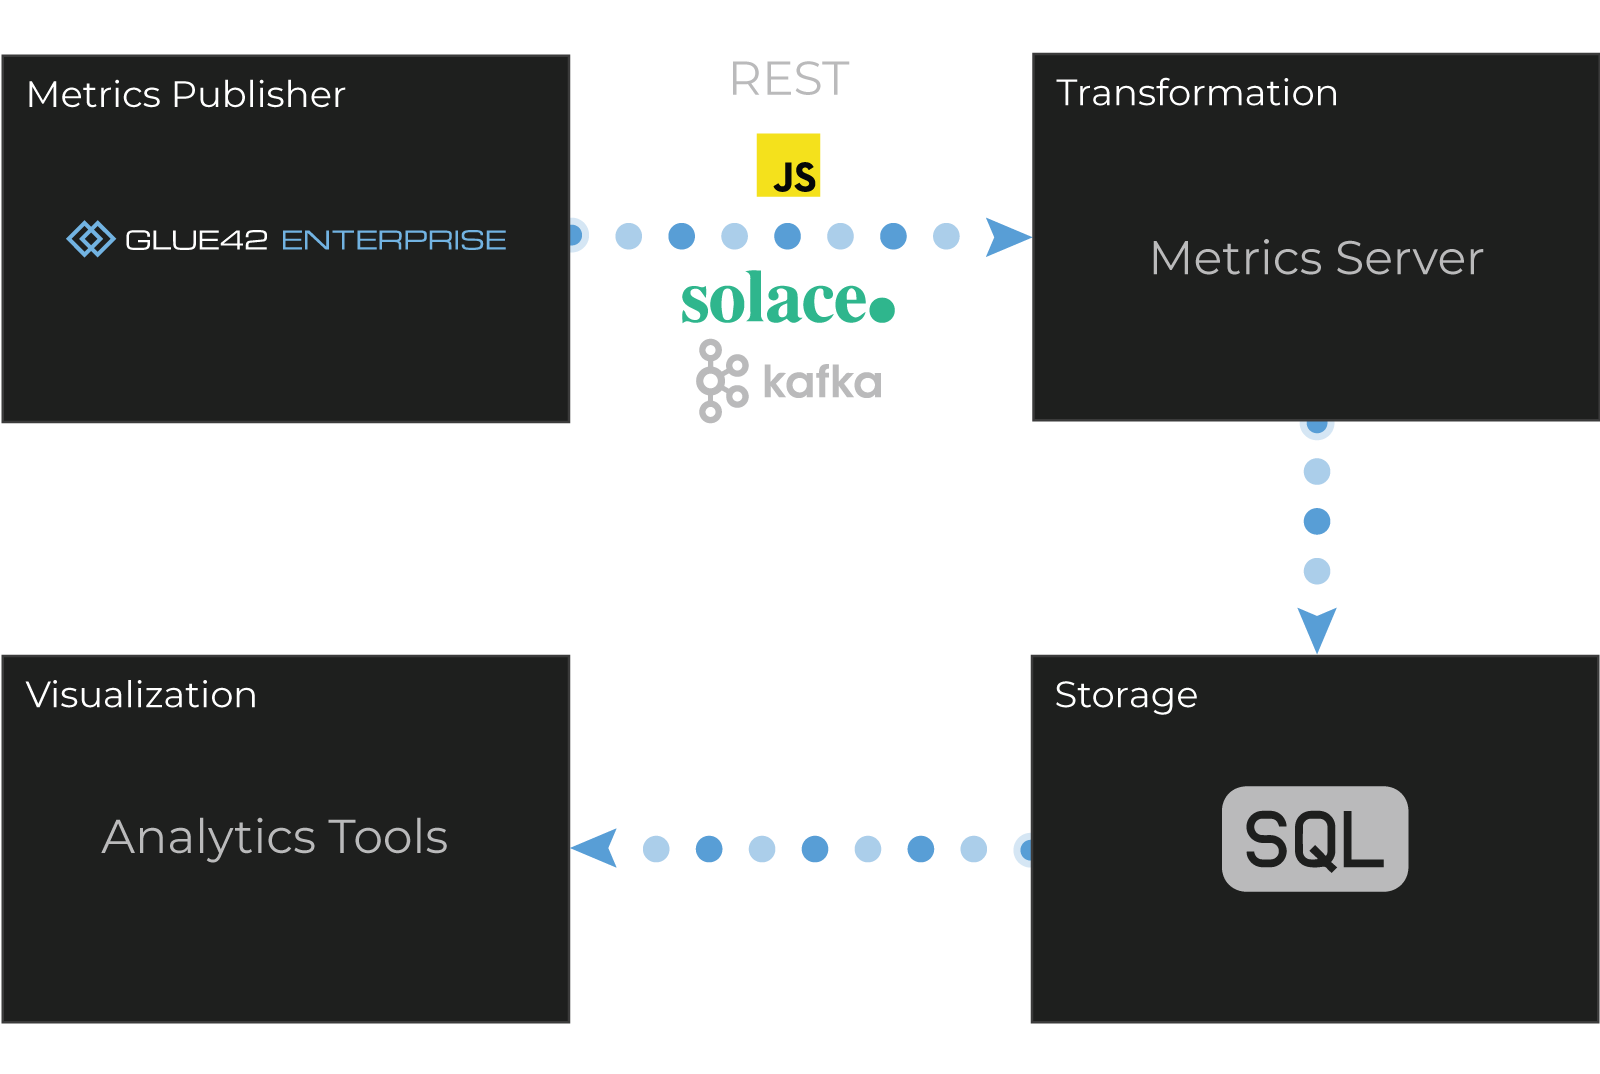 Metrics Publisher
GLUE42 ENTERPRISE
REST
JS
solace.
kafka
Transformation
Metrics Server
Visualization
Analytics Tools
Storage
SQL